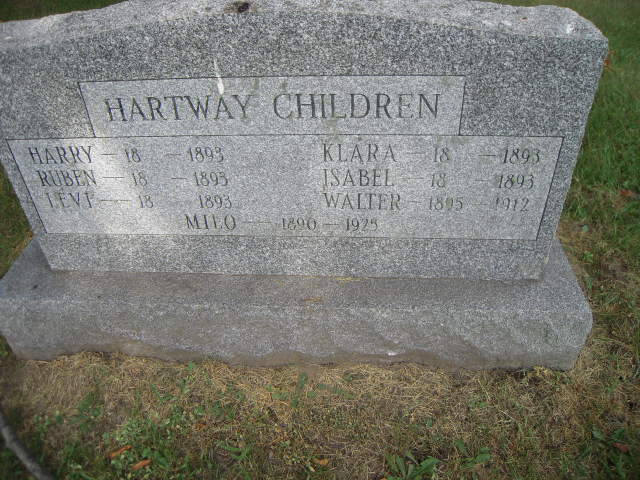 HARTWAY CHILDREN
HARRY — 18 — 1893 KLARA — 18 — 1893
RUBEN — 18 — 1893 ISABEL — 18 — 1893
LEVI — 18 1893 WALTER — 1895 — 1912
MILO — 1890 — 1925